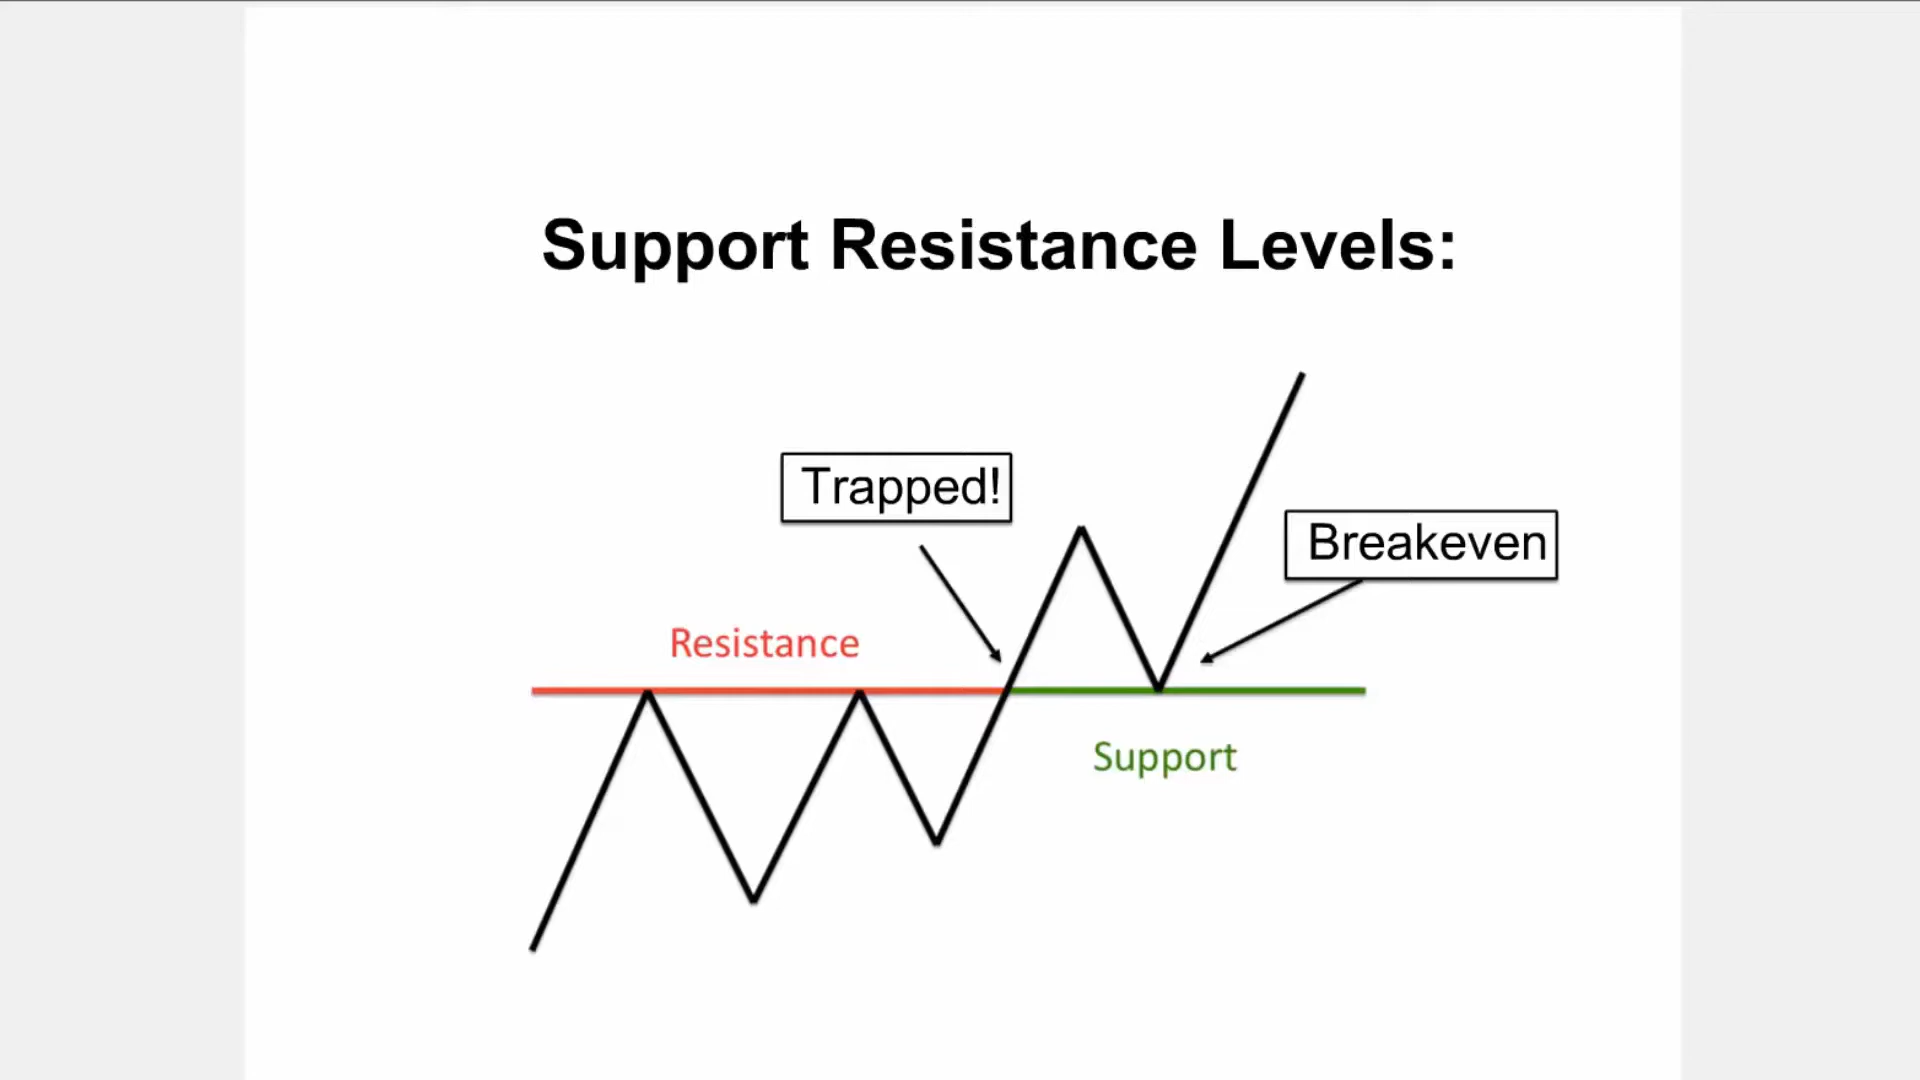 Support Resistance Levels:
Trapped!
Breakeven
Resistance
Support